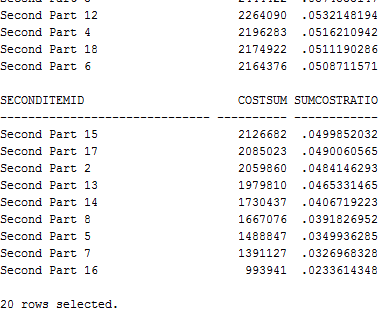 Second Part 12 2264090 .0532148194
Second Part 4 2196283 .0516210942
Second Part 18 2174922 .0511190286
Second Part 6 2164376 .0508711571
SECONDITEMID COSTSUM SUMCOSTRATIO
------------------------------ ---------- ------------
Second Part 15 2126682 .0499852032
Second Part 17 2085023 .0490060565
Second Part 2 2059860 .0484146293
Second Part 13 1979810 .0465331465
Second Part 14 1730437 .0406719223
Second Part 8 1667076 .0391826952
Second Part 5 1488847 .0349936285
Second Part 7 1391127 .0326968328
Second Part 16 993941 .0233614348
20 rows selected.